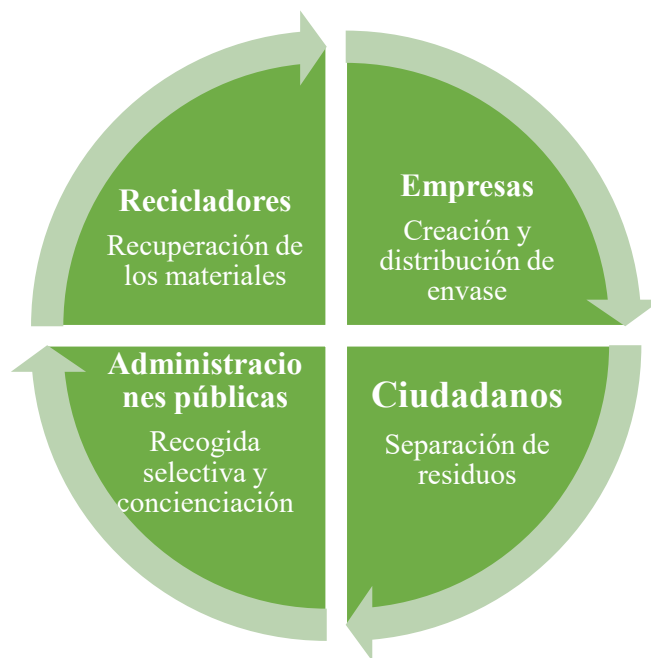 Recicladores
Recuperación de
los materiales
Empresas
Creación y
distribución de
envase
Administracio
nes públicas
Recogida
selectiva y
concienciación
Ciudadanos
Separación de
residuos